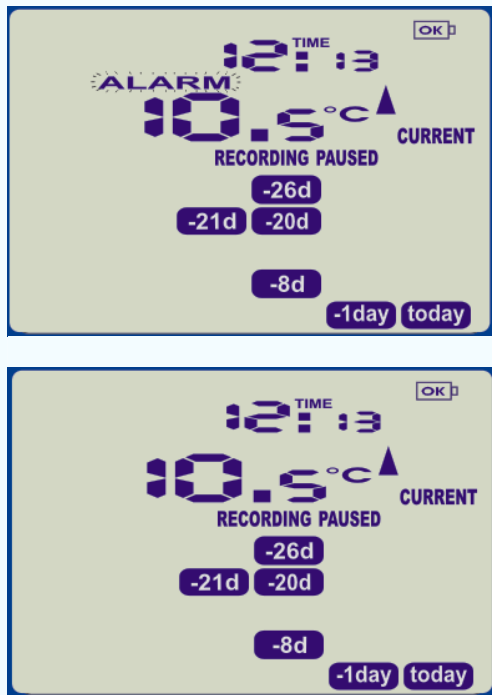 OK
TIME
12:13
ALARM
10.5°C
CURRENT
RECORDING PAUSED
-26d
-21d -20d
-8d
-1day today
OK
TIME
12:13
10.5°C
CURRENT
RECORDING PAUSED
-26d
-21d -20d
-8d
-1day today